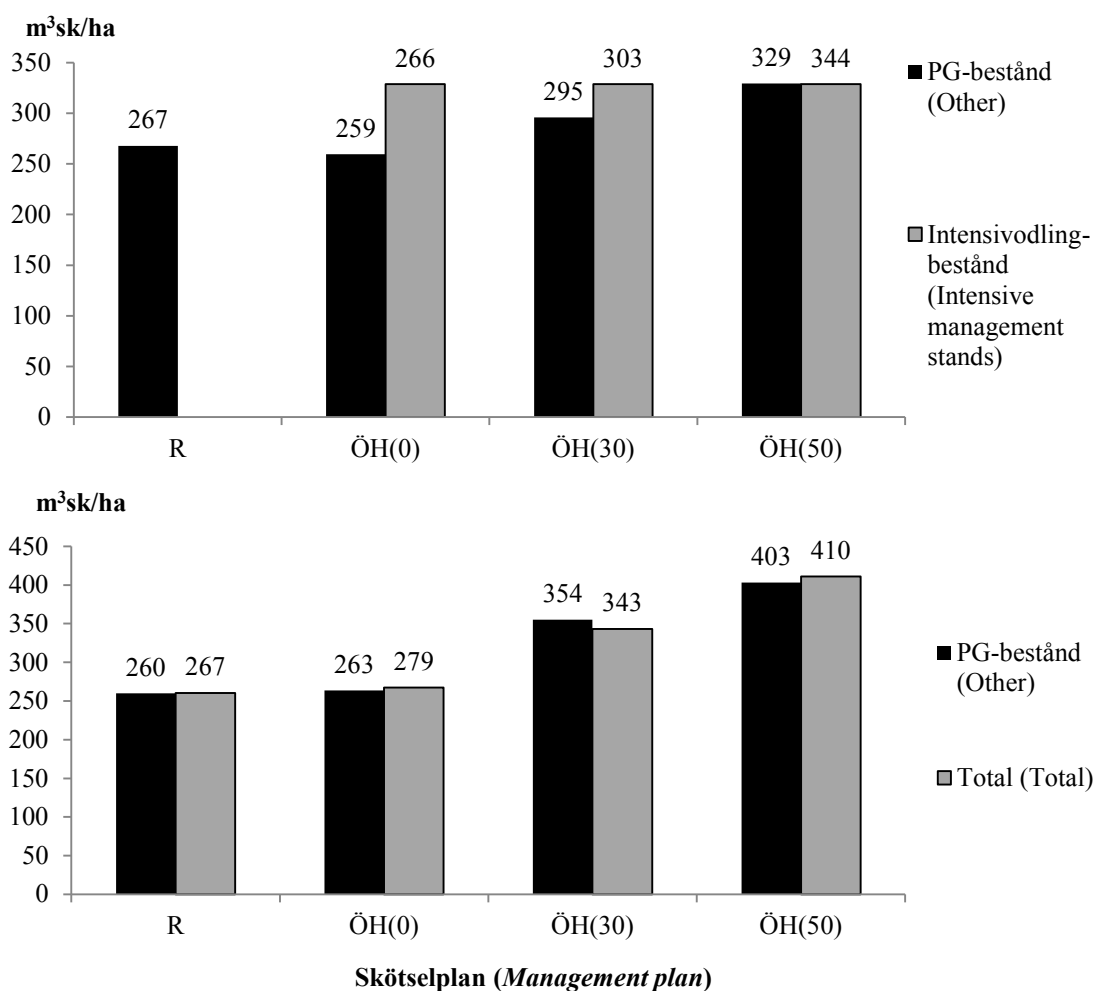 m³sk/ha
350
300
250
200
150
100
50
0
267
259
266
295
303
329
344
R
ÖH(0)
ÖH(30)
ÖH(50)
PG-bestånd
(Other)
Intensivodling-
bestånd
(Intensive
management
stands)
m³sk/ha
450
400
350
300
250
200
150
100
50
0
260
267
263
279
354
343
403
410
R
ÖH(0)
ÖH(30)
ÖH(50)
PG-bestånd
(Other)
Total (Total)
Skötselplan (Management plan)